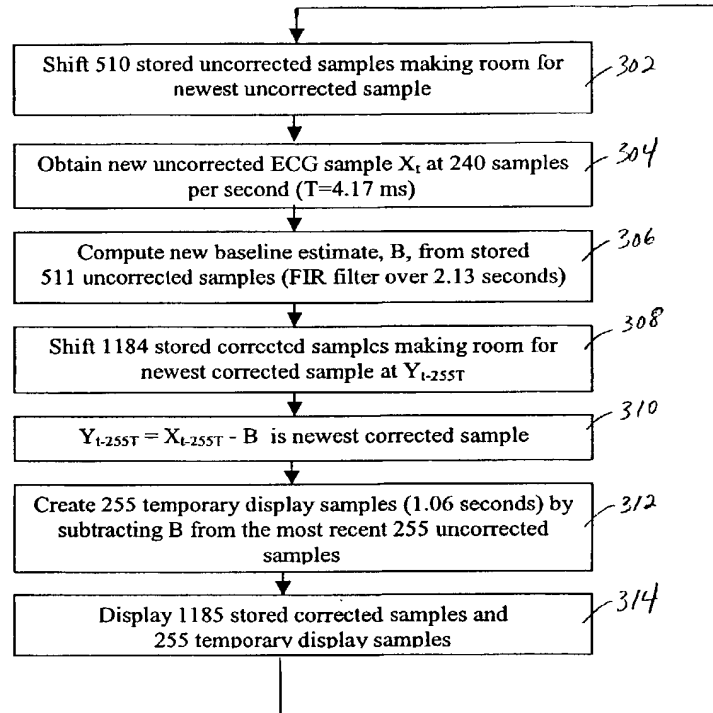 Shift 510 stored uncorrected samples making room for
newest uncorrected sample
302
Obtain new uncorrected ECG sample Xt at 240 samples
per second (T=4.17 ms)
304
Compute new baseline estimate, B, from stored
511 uncorrected samples (FIR filter over 2.13 seconds)
306
Shift 1184 stored corrected samples making room for
newest corrected sample at Yt-255T
308
Yt-255T = Xt-255T - B is newest corrected sample
310
Create 255 temporary display samples (1.06 seconds) by
subtracting B from the most recent 255 uncorrected
samples
312
Display 1185 stored corrected samples and
255 temporary display samples
314